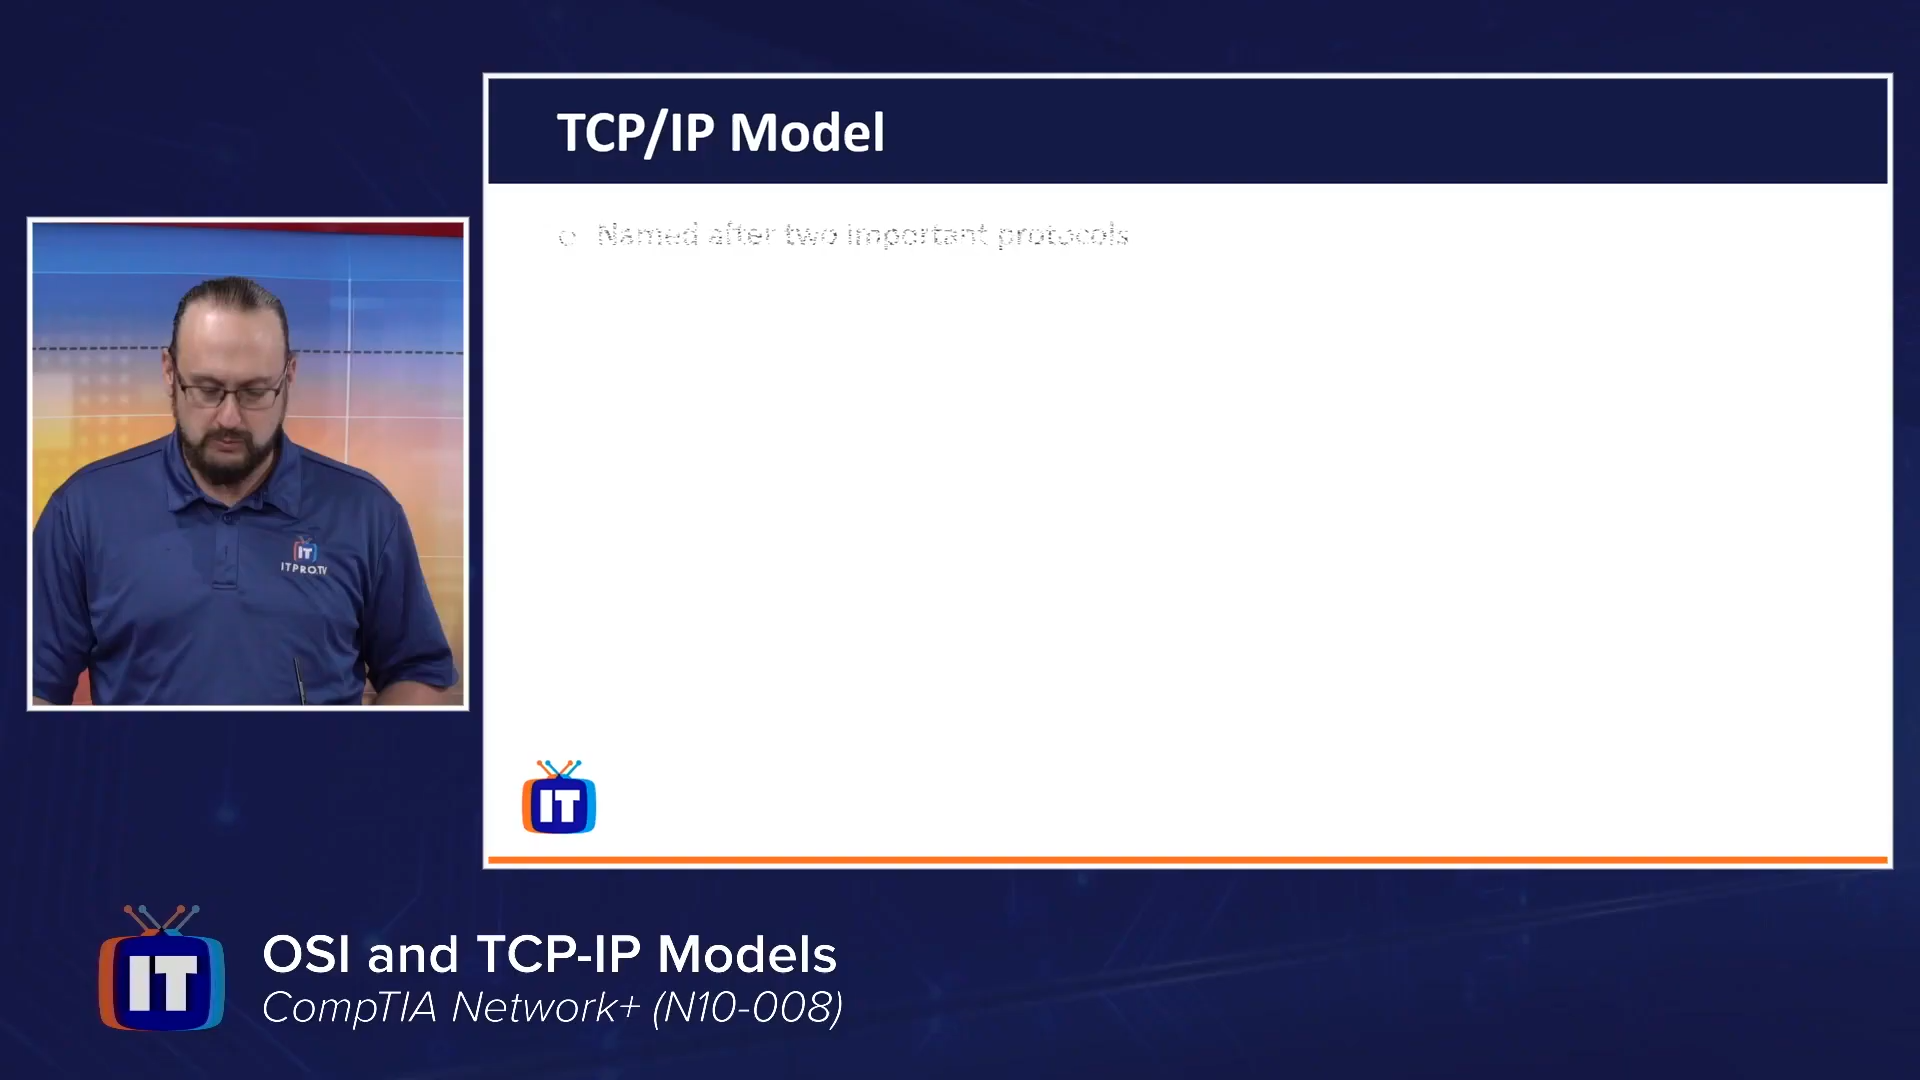 TCP/IP Model
Named after two important protocols
IT
ITPRO.TV
IT
IT
OSI and TCP-IP Models
CompTIA Network+ (N10-008)